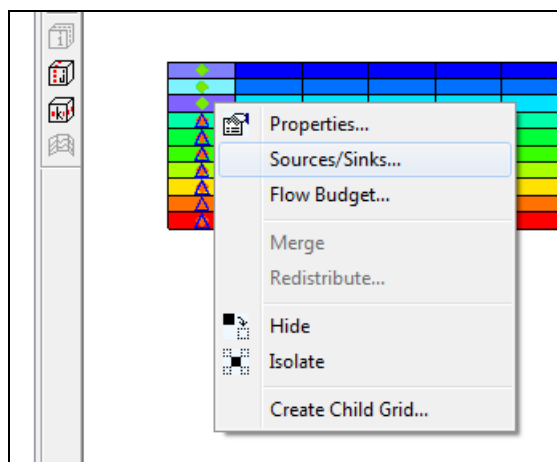 i
j
k
Properties...
Sources/Sinks...
Flow Budget...
Merge
Redistribute...
Hide
Isolate
Create Child Grid...